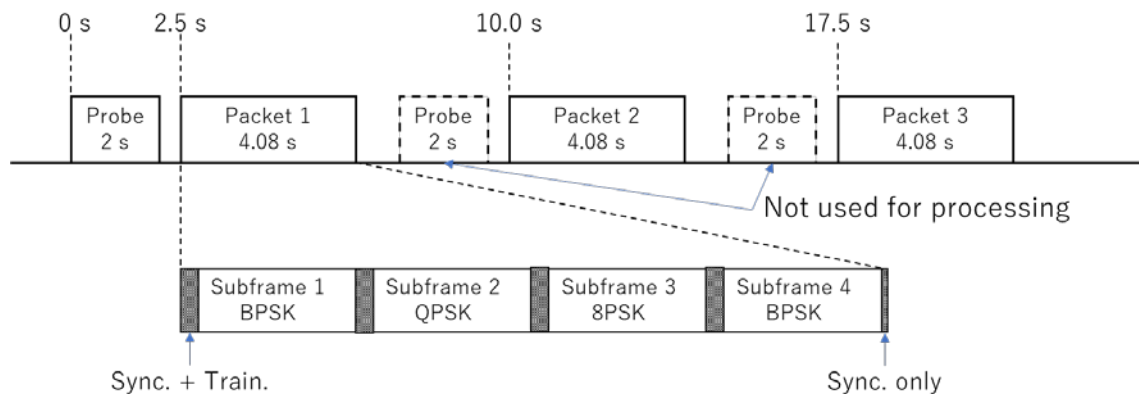 0 s
2.5 s
10.0 s
17.5 s
Probe
2 s
Packet 1
4.08 s
Probe
2 s
Packet 2
4.08 s
Probe
2 s
Packet 3
4.08 s
Not used for processing
Subframe 1
BPSK
Subframe 2
QPSK
Subframe 3
8PSK
Subframe 4
BPSK
Sync. + Train.
Sync. only